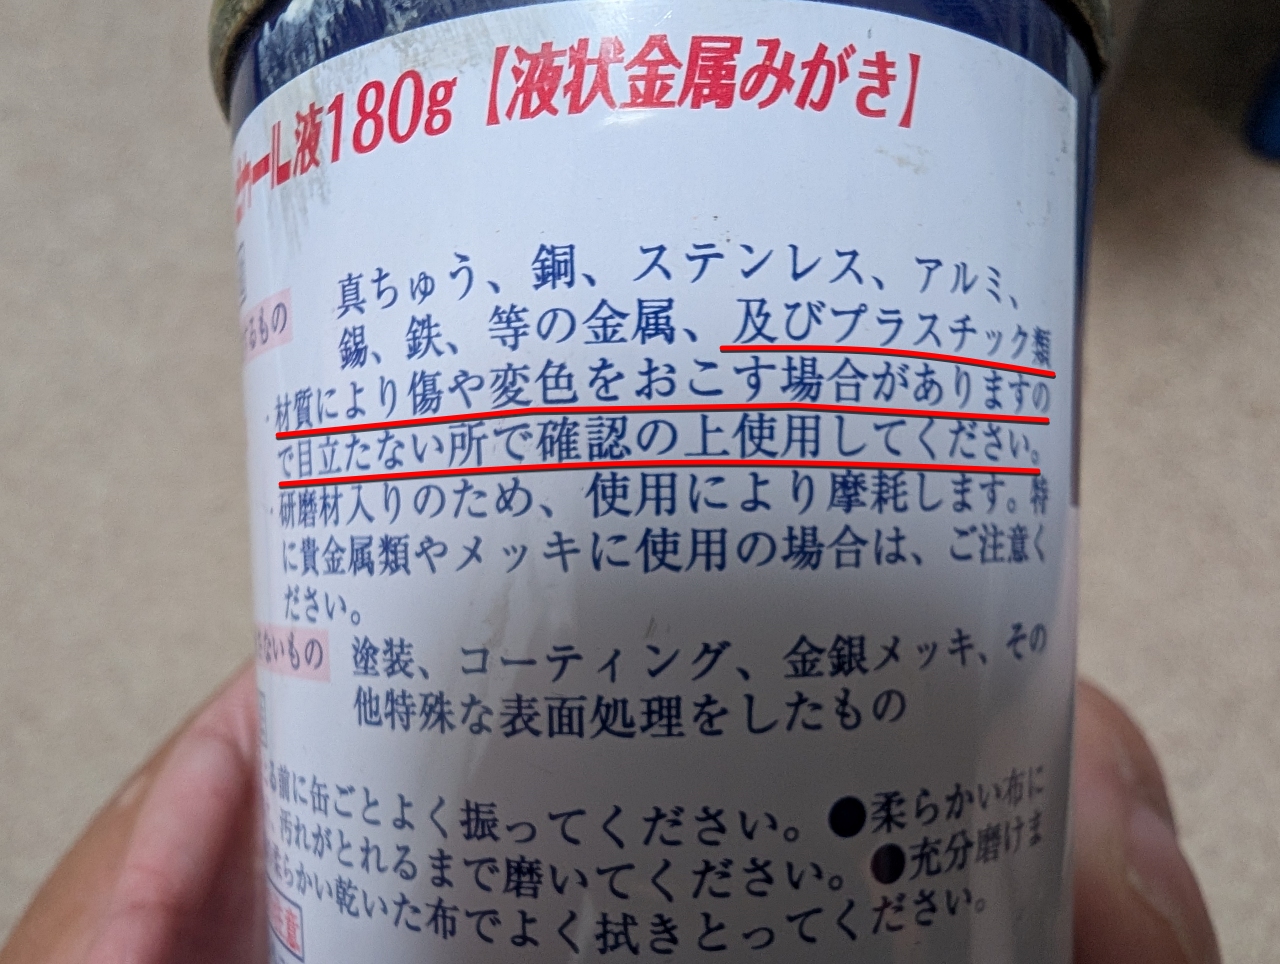 ピカール液180g【液状金属みがき】
真ちゅう、銅、ステンレス、アルミ、
るもの
錫、鉄、等の金属、及びプラスチック類
・材質により傷や変色をおこす場合がありますの
で目立たない所で確認の上使用してください。
・研磨材入りのため、使用により摩耗します。特
に貴金属類やメッキに使用の場合は、ご注意く
ださい。
ないもの
塗装、コーティング、金銀メッキ、その
他特殊な表面処理をしたもの
る前に缶ごとよく振ってください。●柔らかい布に
汚れがとれるまで磨いてください。●充分磨けま
柔らかい乾いた布でよく拭きとってください。
注意